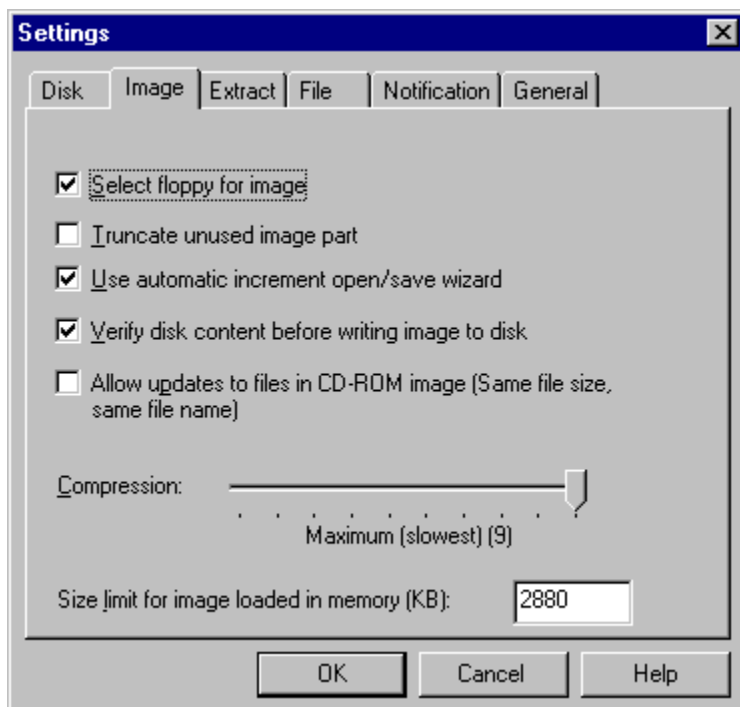 Settings
Disk Image Extract File Notification General
Select floppy for image
Truncate unused image part
Use automatic increment open/save wizard
Verify disk content before writing image to disk
Allow updates to files in CD-ROM image (Same file size,
same file name)
Compression:
Maximum (slowest) (9)
Size limit for image loaded in memory (KB): 2880
OK Cancel Help